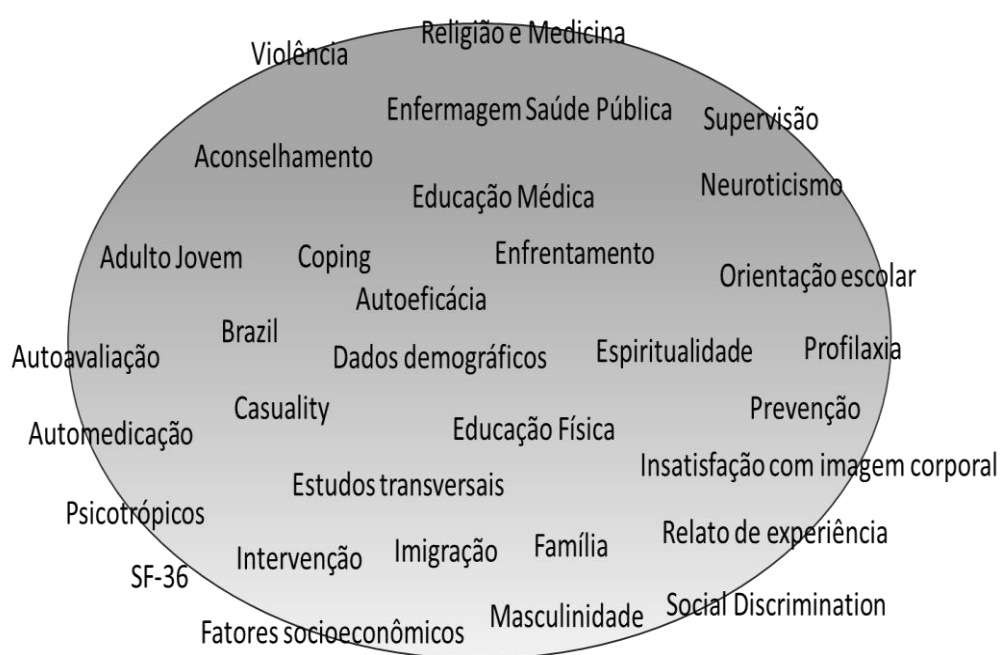 Religião e Medicina
Violência
Enfermagem Saúde Pública
Supervisão
Aconselhamento
Neuroticismo
Educação Médica
Adulto Jovem
Coping
Enfrentamento
Orientação escolar
Autoeficácia
Brazil
Autoavaliação
Dados demográficos
Espiritualidade
Profilaxia
Casuality
Prevenção
Automedicação
Educação Física
Insatisfação com imagem corporal
Estudos transversais
Psicotrópicos
Relato de experiência
Intervenção
Imigração
Família
SF-36
Masculinidade
Social Discrimination
Fatores socioeconômicos